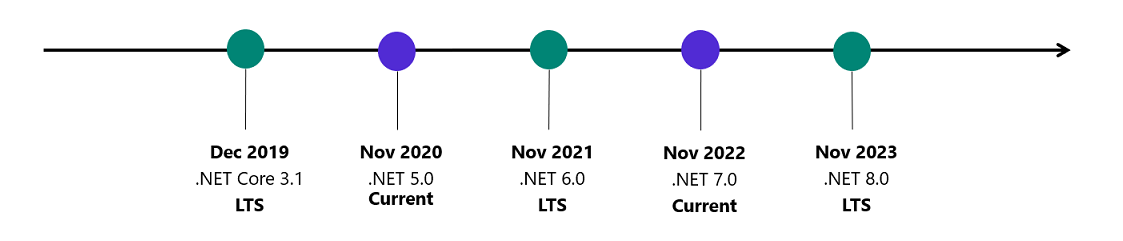 Dec 2019
.NET Core 3.1
LTS
Nov 2020
.NET 5.0
Current
Nov 2021
.NET 6.0
LTS
Nov 2022
.NET 7.0
Current
Nov 2023
.NET 8.0
LTS